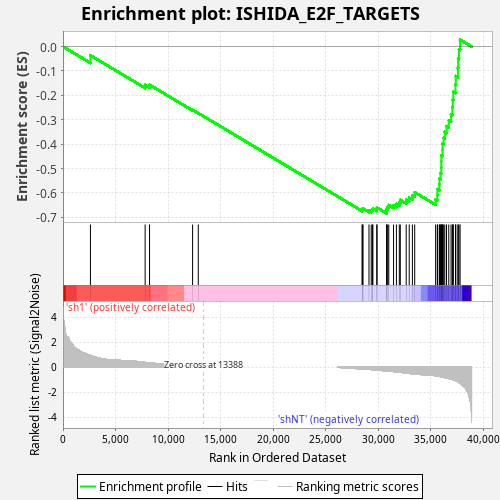 Enrichment plot: ISHIDA_E2F_TARGETS
Enrichment score (ES)
0.0
-0.1
-0.2
-0.3
-0.4
-0.5
-0.6
-0.7
'sh1' (positively correlated)
Ranked list metric (Signal2Noise)
4
2
0
-2
-4
Zero cross at 13388
'shNT' (negatively correlated)
0
5,000
10,000
15,000
20,000
25,000
30,000
35,000
40,000
Rank in Ordered Dataset
Enrichment profile
Hits
Ranking metric scores